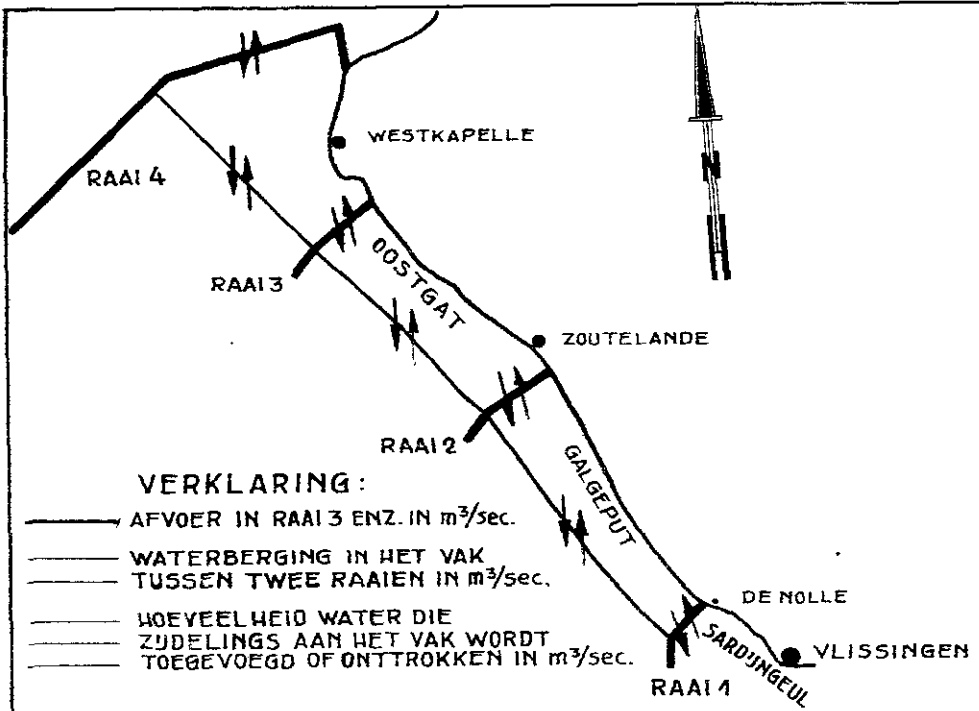 WESTKAPELLE
RAAI 4
N
OOSTGAT
RAAI 3
ZOUTELANDE
RAAI 2
GALGEPUT
VERKLARING:
AFVOER IN RAAI 3 ENZ. IN m³/sec.
WATERBERGING IN HET VAK
TUSSEN TWEE RAAIEN IN m³/sec.
HOEVEELHEID WATER DIE
ZIJDELINGS AAN HET VAK WORDT
TOEGEVOEGD OF ONTTROKKEN IN m³/sec.
DE NOLLE
SARDIJNGEUL
VLISSINGEN
RAAI 1